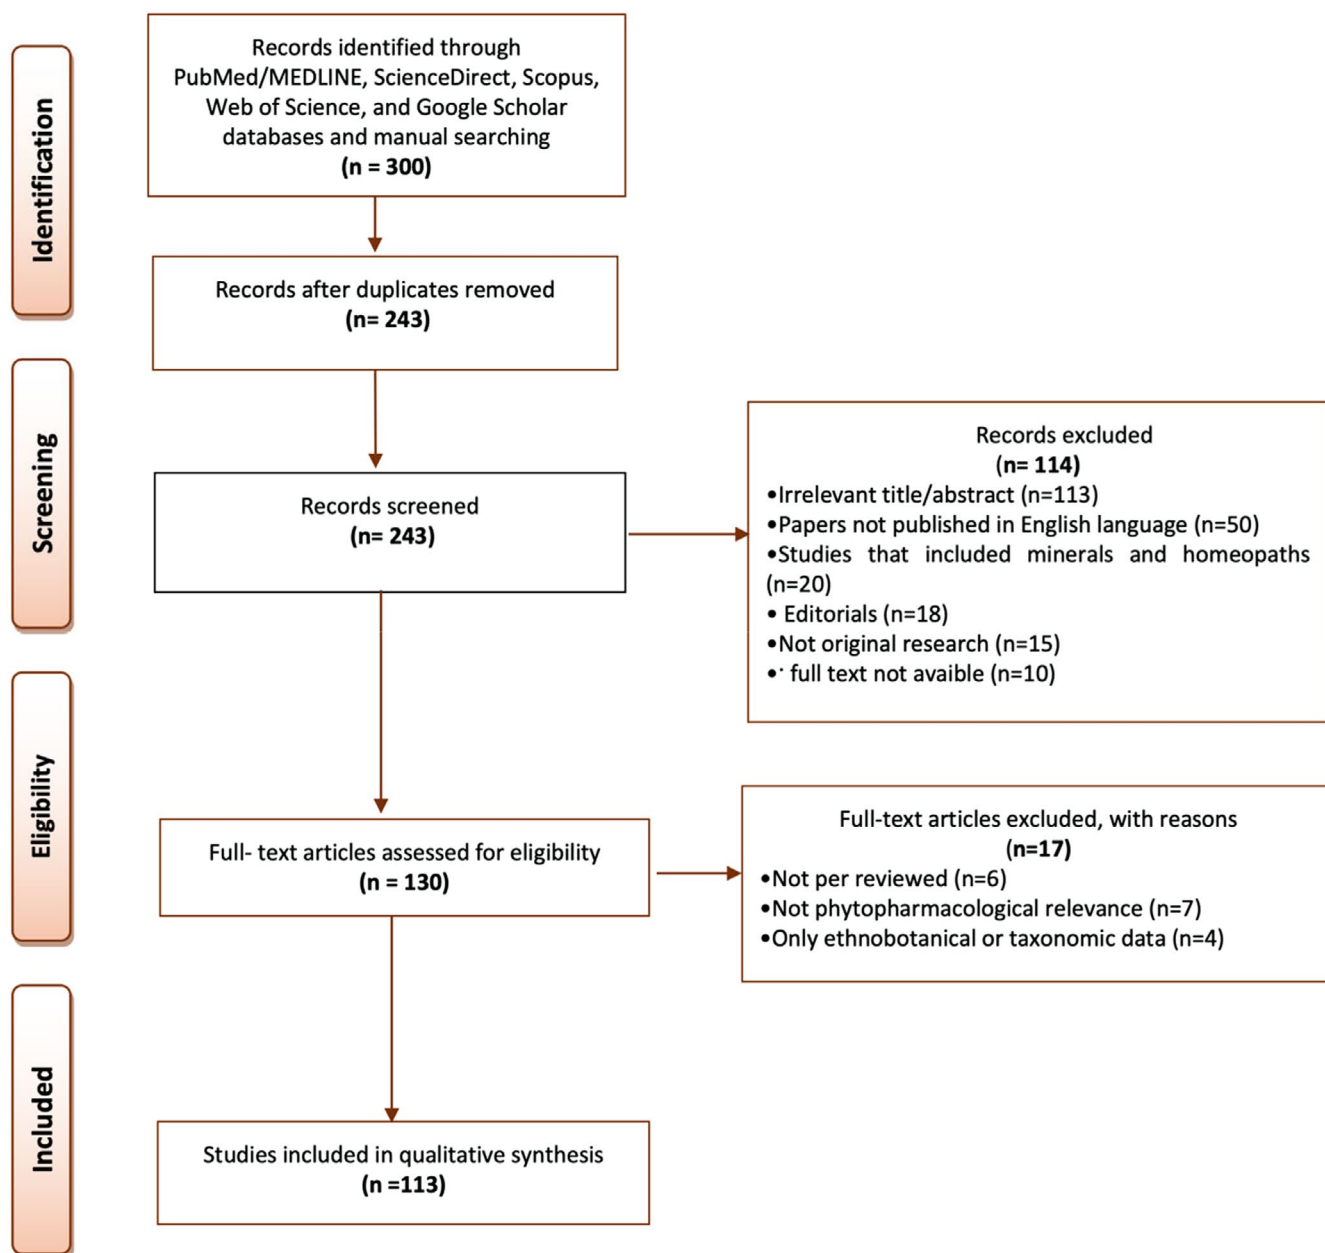 Identification
Records identified through
PubMed/MEDLINE, ScienceDirect, Scopus,
Web of Science, and Google Scholar
databases and manual searching
(n = 300)
Records after duplicates removed
(n= 243)
Screening
Records screened
(n= 243)
Records excluded
(n= 114)
•Irrelevant title/abstract (n=113)
•Papers not published in English language (n=50)
•Studies that included minerals and homeopaths
(n=20)
• Editorials (n=18)
•Not original research (n=15)
•· full text not avaible (n=10)
Eligibility
Full- text articles assessed for eligibility
(n = 130)
Full-text articles excluded, with reasons
(n=17)
•Not per reviewed (n=6)
•Not phytopharmacological relevance (n=7)
•Only ethnobotanical or taxonomic data (n=4)
Included
Studies included in qualitative synthesis
(n =113)